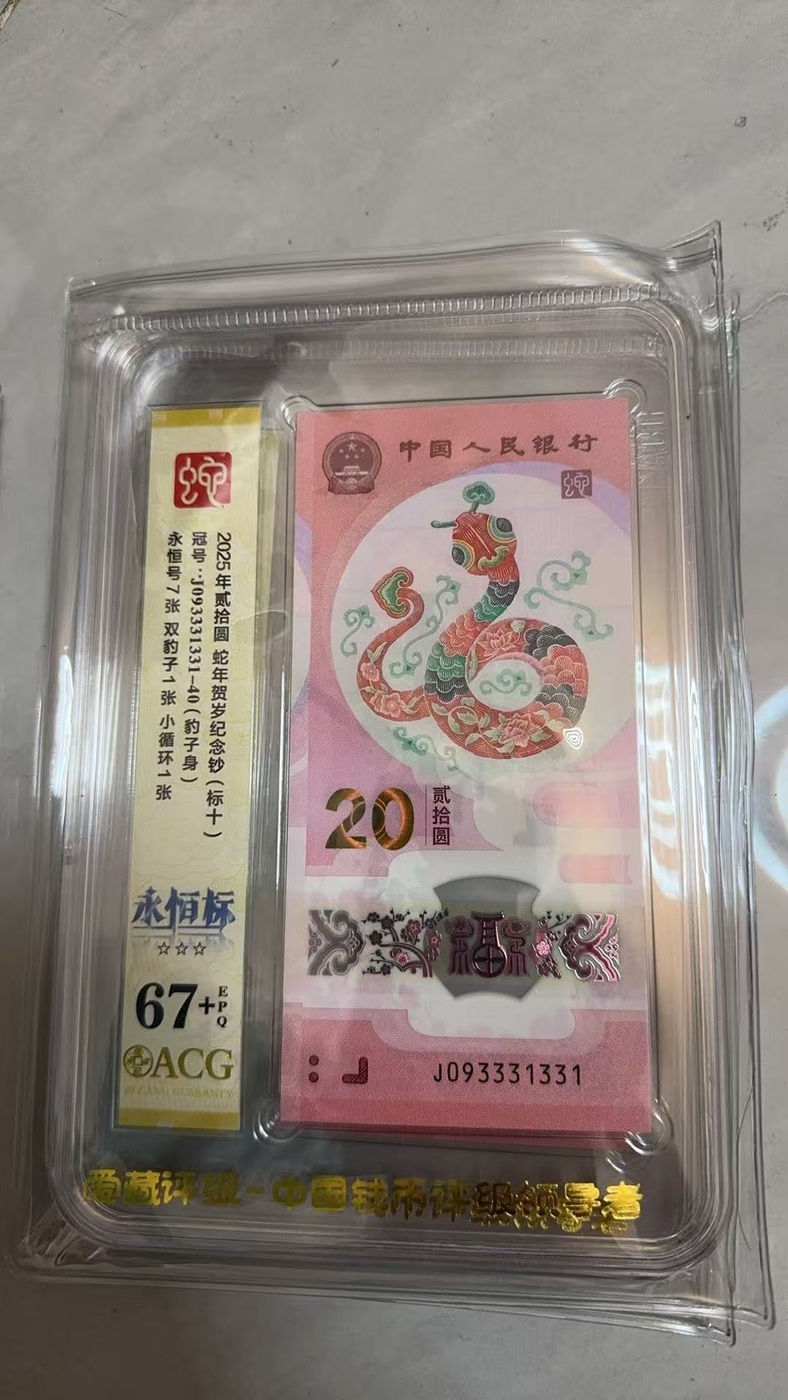 蛇
2025年贰拾圆 蛇年贺岁纪念钞(标十)
冠号:J093331331-40(豹子身)
永恒号7张 双豹子1张 小循环1张
永恒标
☆☆☆
67+EPQ
ACG
中国人民银行
蛇
20
贰拾圆
福
J093331331
爱藏评级-中国钱币评级领导者